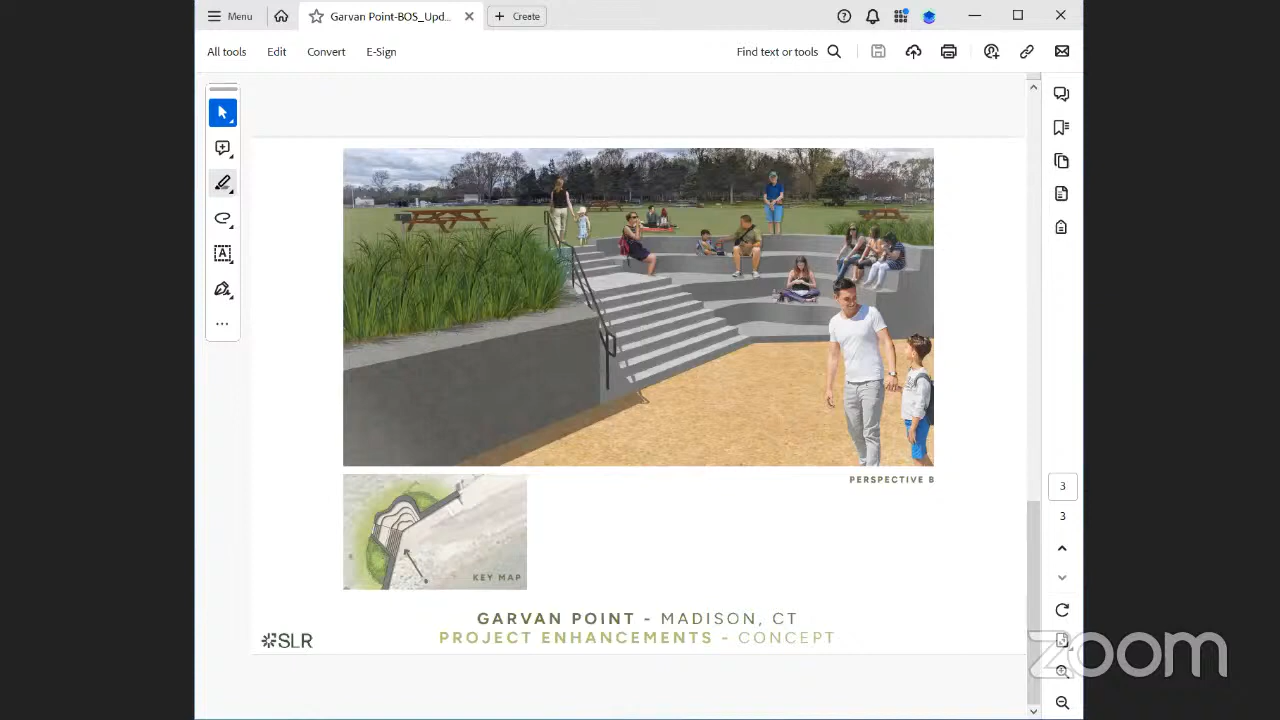 Menu
Garvan Point-BOS_Upd...
Create
All tools
Edit
Convert
E-Sign
Find text or tools
PERSPECTIVE B
3
3
KEY MAP
GARVAN POINT - MADISON, CT
PROJECT ENHANCEMENTS - CONCEPT
SLR
zoom